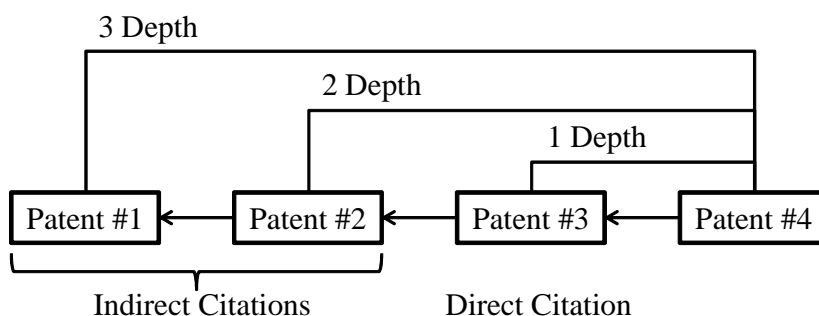 3 Depth
2 Depth
1 Depth
Patent #1 Patent #2 Patent #3 Patent #4
Indirect Citations Direct Citation